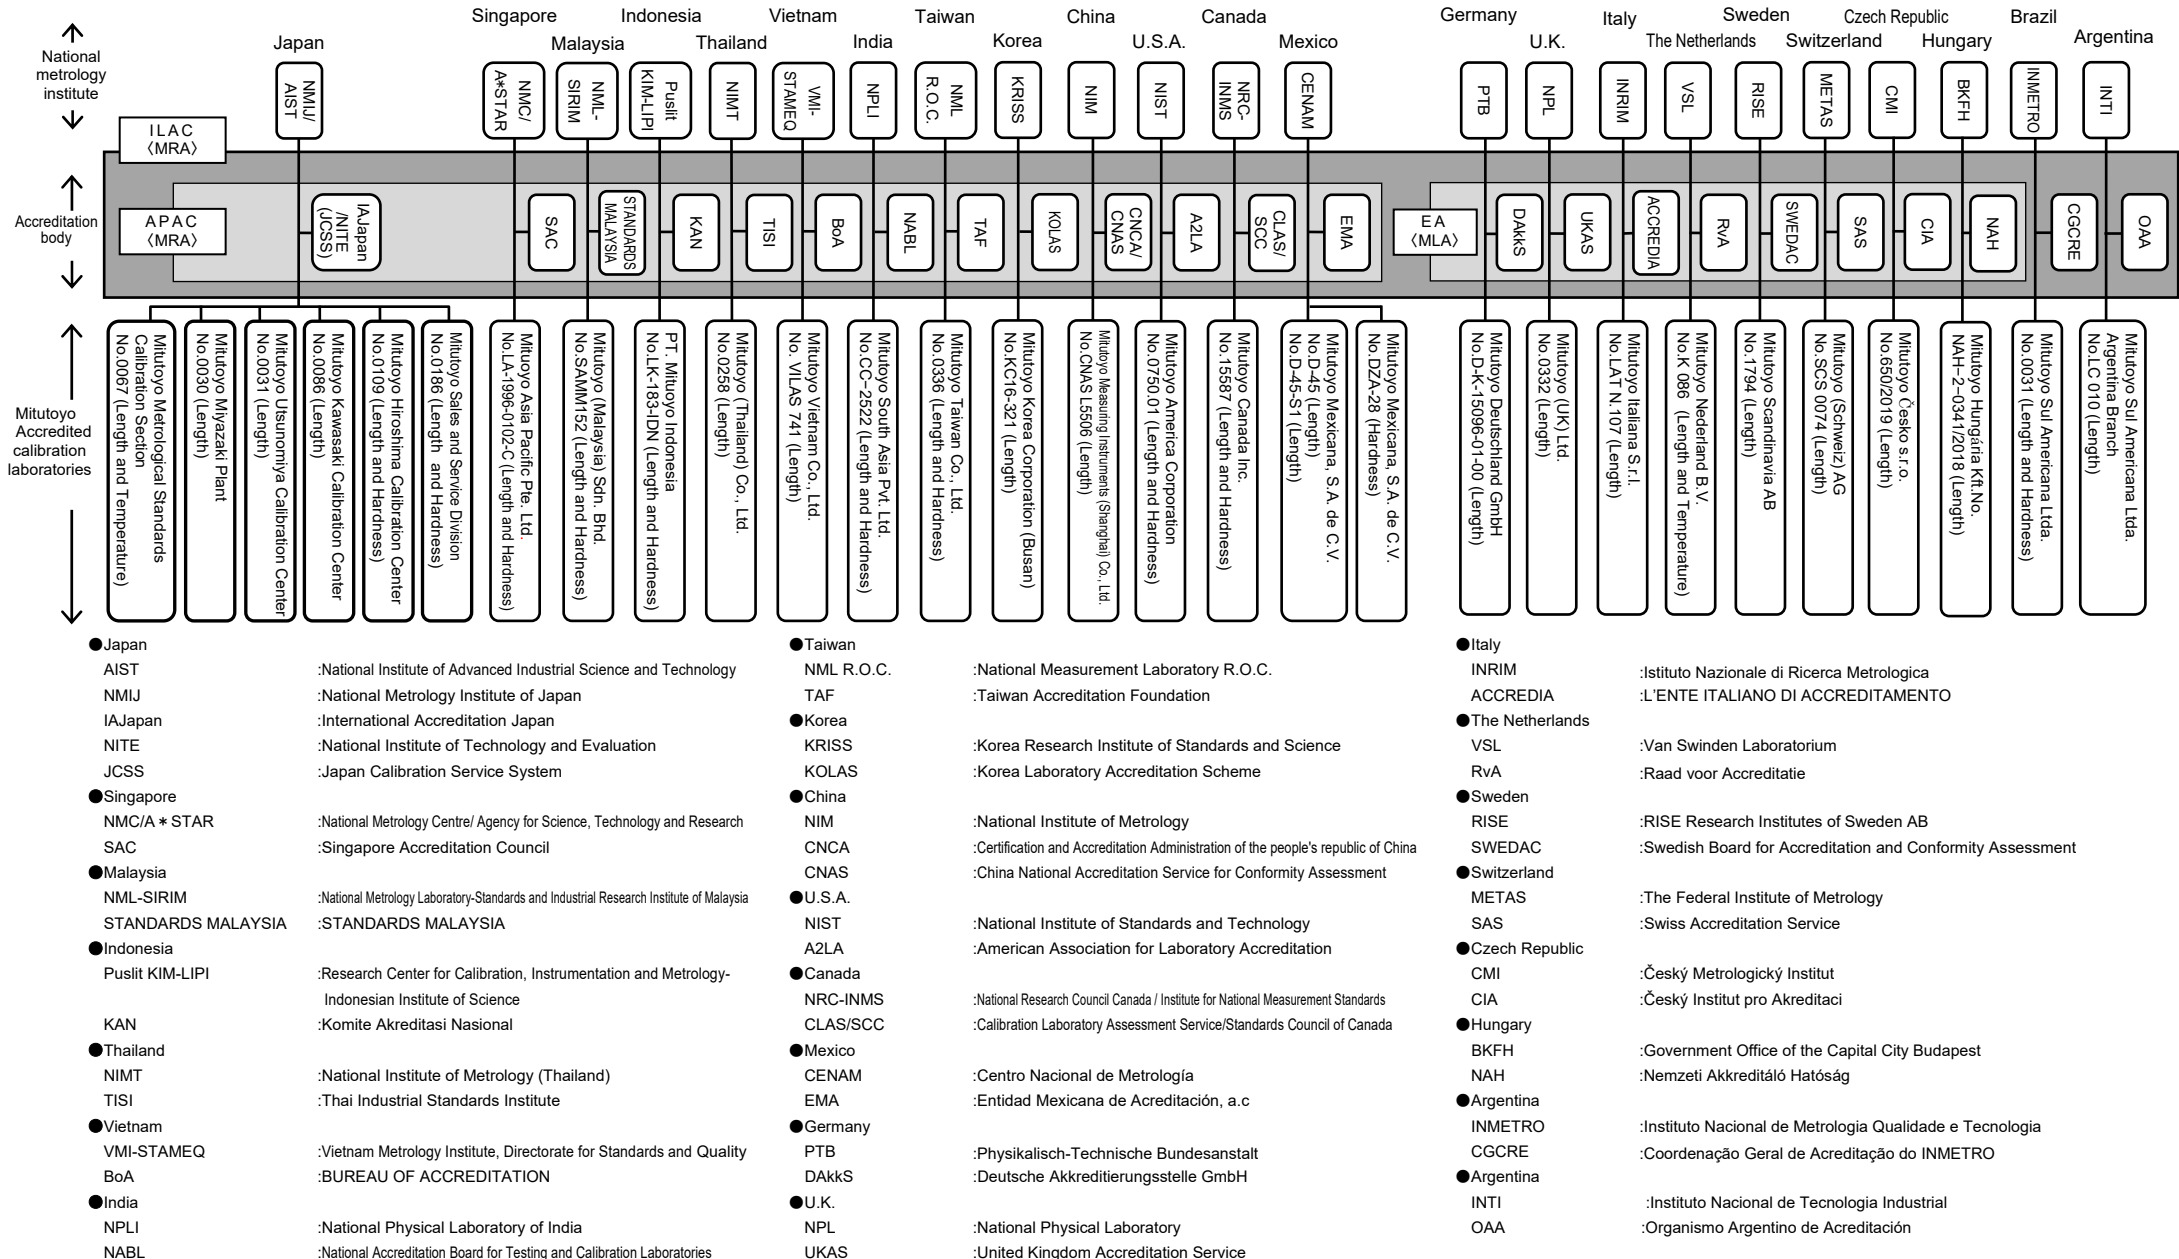 Singapore
Indonesia
Vietnam
Taiwan
China
Canada
Germany
Italy
Sweden
Czech Republic
Brazil
Japan
Malaysia
Thailand
India
Korea
U.S.A.
Mexico
U.K.
The Netherlands
Switzerland
Hungary
Argentina
National
metrology
institute
NMIJ/
AIST
NMC/
A*STAR
NML-
SIRIM
Puslit
KIM-LIPI
NIMT
VMI-
STAMEQ
NPLI
NML
R.O.C.
KRISS
NIM
NIST
NRC-
INMS
CENAM
PTB
NPL
INRIM
VSL
RISE
METAS
CMI
BKFH
INMETRO
INTI
ILAC
〈MRA〉
Accreditation
body
APAC
〈MRA〉
IAJapan
/NITE
(JCSS)
SAC
STANDARDS
MALAYSIA
KAN
TISI
BoA
NABL
TAF
KOLAS
CNCA/
CNAS
A2LA
CLAS/
SCC
EMA
EA
〈MLA〉
DAkkS
UKAS
ACCREDIA
RvA
SWEDAC
SAS
CIA
NAH
CGCRE
OAA
Mitutoyo
Accredited
calibration
laboratories
Mitutoyo Metrological Standards
Calibration Section
No.0067 (Length and Temperature)
Mitutoyo Miyazaki Plant
No.0030 (Length)
Mitutoyo Utsunomiya Calibration Center
No.0031 (Length)
Mitutoyo Kawasaki Calibration Center
No.0086 (Length)
Mitutoyo Hiroshima Calibration Center
No.0109 (Length and Hardness)
Mitutoyo Sales and Service Division
No.0186 (Length and Hardness)
Mituoyo Asia Pacific Pte. Ltd.
No.LA-1996-0102-C (Length and Hardness)
Mitutoyo (Malaysia) Sdn. Bhd.
No.SAMM152 (Length and Hardness)
PT. Mituoyo Indonesia
No.LK-183-IDN (Length and Hardness)
Mitutoyo (Thailand) Co., Ltd.
No.0258 (Length)
Mitutoyo Vietnam Co., Ltd.
No. VILAS 741 (Length)
Mitutoyo South Asia Pvt. Ltd.
No.CC−2522 (Length and Hardness)
Mitutoyo Taiwan Co., Ltd.
No.0336 (Length and Hardness)
Mitutoyo Korea Corporation (Busan)
No.KC16-321 (Length and Hardness)
Mitutoyo Measuring Instruments (Shanghai) Co., Ltd.
No.CNAS L5506 (Length)
Mitutoyo America Corporation
No.0750.01 (Length and Hardness)
Mitutoyo Canada Inc.
No.15587 (Length and Hardness)
Mitutoyo Mexicana, S.A. de C.V.
No.D-45 (Length)
No.D-45-S1 (Length)
Mitutoyo Mexicana, S.A. de C.V.
No.DZA-28 (Hardness)
Mitutoyo Deutschland GmbH
No.D-K-15096-01-00 (Length)
Mitutoyo (UK) Ltd.
No.0332 (Length)
Mitutoyo Italiana S.r.l.
No.LAT N.107 (Length)
Mitutoyo Nederland B.V.
No.K 086 (Length and Temperature)
Mitutoyo Scandinavia AB
No.1794 (Length)
Mitutoyo (Schweiz) AG
No.SCS 0074 (Length)
Mitutoyo Česko s.r.o.
No.650/2019 (Length)
Mitutoyo Hungária Kft.No.
NAH−2−0341/2018 (Length)
Mitutoyo Sul Americana Ltda.
No.0031 (Length and Hardness)
Mitutoyo Sul Americana Ltda.
Argentina Branch
No.LC 010 (Length)
●Japan
AIST :National Institute of Advanced Industrial Science and Technology
NMIJ :National Metrology Institute of Japan
IAJapan :International Accreditation Japan
NITE :National Institute of Technology and Evaluation
JCSS :Japan Calibration Service System
●Singapore
NMC/A＊STAR :National Metrology Centre/ Agency for Science, Technology and Research
SAC :Singapore Accreditation Council
●Malaysia
NML-SIRIM :National Metrology Laboratory-Standards and Industrial Research Institute of Malaysia
STANDARDS MALAYSIA :STANDARDS MALAYSIA
●Indonesia
Puslit KIM-LIPI :Research Center for Calibration, Instrumentation and Metrology-
Indonesian Institute of Science
KAN :Komite Akreditasi Nasional
●Thailand
NIMT :National Institute of Metrology (Thailand)
TISI :Thai Industrial Standards Institute
●Vietnam
VMI-STAMEQ :Vietnam Metrology Institute, Directorate for Standards and Quality
BoA :BUREAU OF ACCREDITATION
●India
NPLI :National Physical Laboratory of India
NABL :National Accreditation Board for Testing and Calibration Laboratories
●Taiwan
NML R.O.C. :National Measurement Laboratory R.O.C.
TAF :Taiwan Accreditation Foundation
●Korea
KRISS :Korea Research Institute of Standards and Science
KOLAS :Korea Laboratory Accreditation Scheme
●China
NIM :National Institute of Metrology
CNCA :Certification and Accreditation Administration of the people's republic of China
CNAS :China National Accreditation Service for Conformity Assessment
●U.S.A.
NIST :National Institute of Standards and Technology
A2LA :American Association for Laboratory Accreditation
●Canada
NRC-INMS :National Research Council Canada / Institute for National Measurement Standards
CLAS/SCC :Calibration Laboratory Assessment Service/Standards Council of Canada
●Mexico
CENAM :Centro Nacional de Metrología
EMA :Entidad Mexicana de Acreditación, a.c
●Germany
PTB :Physikalisch-Technische Bundesanstalt
DAkkS :Deutsche Akkreditierungsstelle GmbH
●U.K.
NPL :National Physical Laboratory
UKAS :United Kingdom Accreditation Service
●Italy
INRIM :Istituto Nazionale di Ricerca Metrologica
ACCREDIA :L'ENTE ITALIANO DI ACCREDITAMENTO
●The Netherlands
VSL :Van Swinden Laboratorium
RvA :Raad voor Accreditatie
●Sweden
RISE :RISE Research Institutes of Sweden AB
SWEDAC :Swedish Board for Accreditation and Conformity Assessment
●Switzerland
METAS :The Federal Institute of Metrology
SAS :Swiss Accreditation Service
●Czech Republic
CMI :Český Metrologický Institut
CIA :Český Institut pro Akreditaci
●Hungary
BKFH :Government Office of the Capital City Budapest
NAH :Nemzeti Akkreditáló Hatóság
●Argentina
INMETRO :Instituto Nacional de Metrologia Qualidade e Tecnologia
CGCRE :Coordenação Geral de Acreditação do INMETRO
●Argentina
INTI :Instituto Nacional de Tecnologia Industrial
OAA :Organismo Argentino de Acreditación